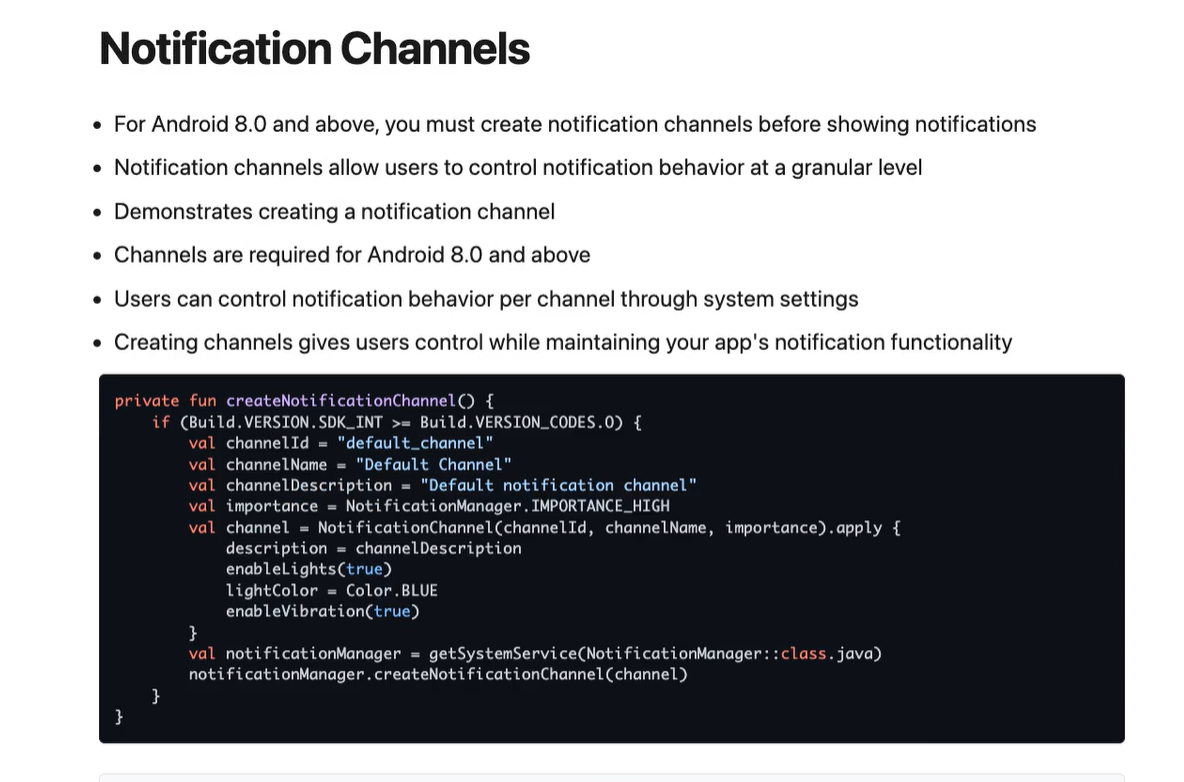 Notification Channels
• For Android 8.0 and above, you must create notification channels before showing notifications
• Notification channels allow users to control notification behavior at a granular level
• Demonstrates creating a notification channel
• Channels are required for Android 8.0 and above
• Users can control notification behavior per channel through system settings
• Creating channels gives users control while maintaining your app's notification functionality
private fun createNotificationChannel() {
    if (Build.VERSION.SDK_INT >= Build.VERSION_CODES.O) {
        val channelId = "default_channel"
        val channelName = "Default Channel"
        val channelDescription = "Default notification channel"
        val importance = NotificationManager.IMPORTANCE_HIGH
        val channel = NotificationChannel(channelId, channelName, importance).apply {
            description = channelDescription
            enableLights(true)
            lightColor = Color.BLUE
            enableVibration(true)
        }
        val notificationManager = getSystemService(NotificationManager::class.java)
        notificationManager.createNotificationChannel(channel)
    }
}